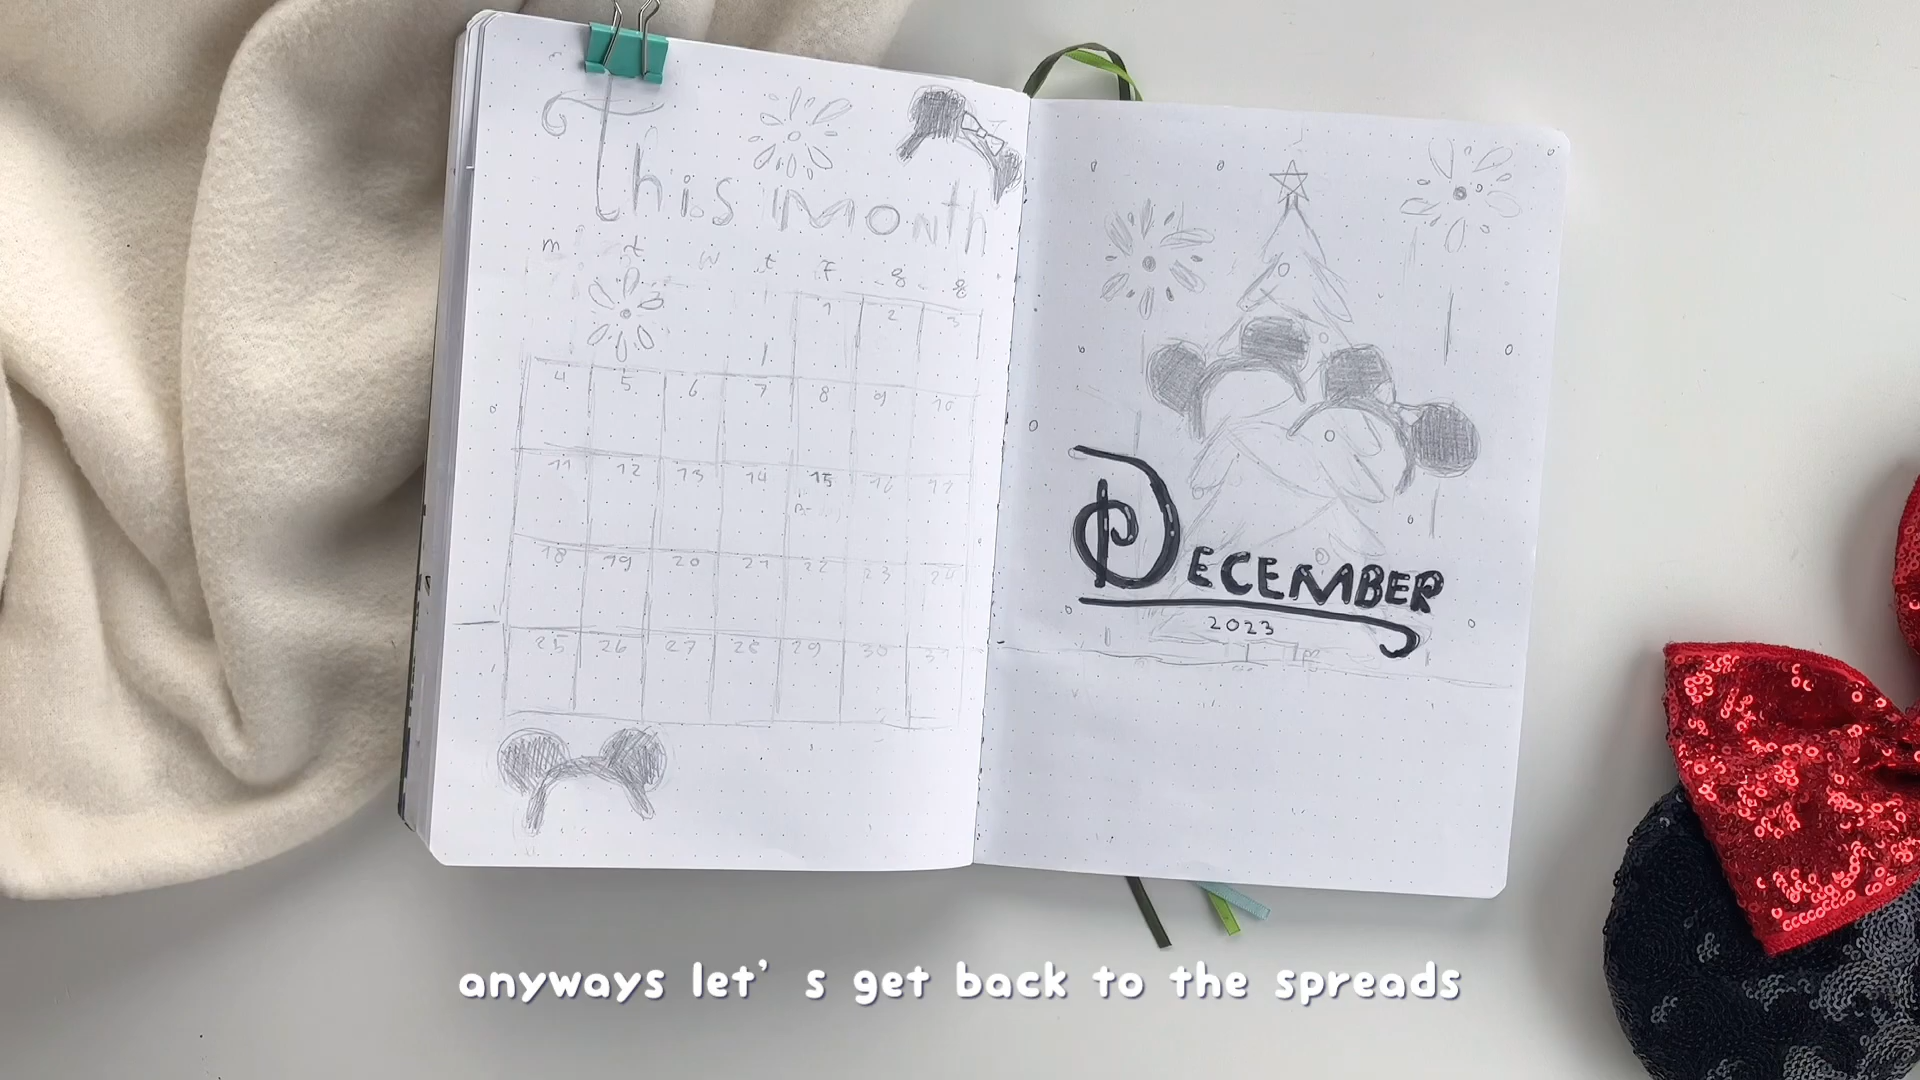 This Month
m t w t F s s
1 2 3
4 5 6 7 8 9 10
11 12 13 14 15 16 17
18 19 20 21 22 23 24
25 26 27 28 29 30 31
DECEMBER
2023
anyways let's get back to the spreads